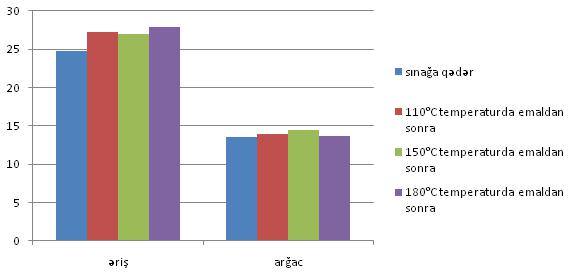 30
25
20
15
10
5
0
əriş
arğac
sınağa qədər
110°C temperaturda emaldan
sonra
150°C temperaturda emaldan
sonra
180°C temperaturda emaldan
sonra